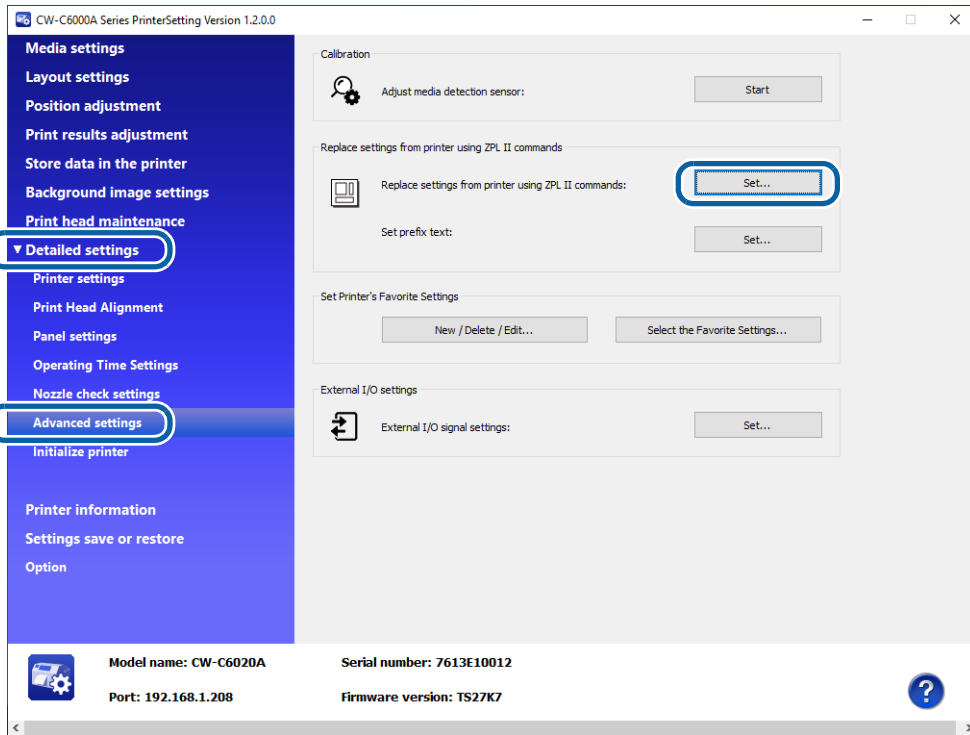 CW-C6000A Series PrinterSetting Version 1.2.0.0
Media settings
Layout settings
Position adjustment
Print results adjustment
Store data in the printer
Background image settings
Print head maintenance
▼ Detailed settings
Printer settings
Print Head Alignment
Panel settings
Operating Time Settings
Nozzle check settings
Advanced settings
Initialize printer
Printer information
Settings save or restore
Option
Calibration
Adjust media detection sensor:
Start
Replace settings from printer using ZPL II commands
Replace settings from printer using ZPL II commands:
Set...
Set prefix text:
Set...
Set Printer's Favorite Settings
New / Delete / Edit...
Select the Favorite Settings...
External I/O settings
External I/O signal settings:
Set...
Model name: CW-C6020A
Serial number: 7613E10012
Port: 192.168.1.208
Firmware version: TS27K7
?